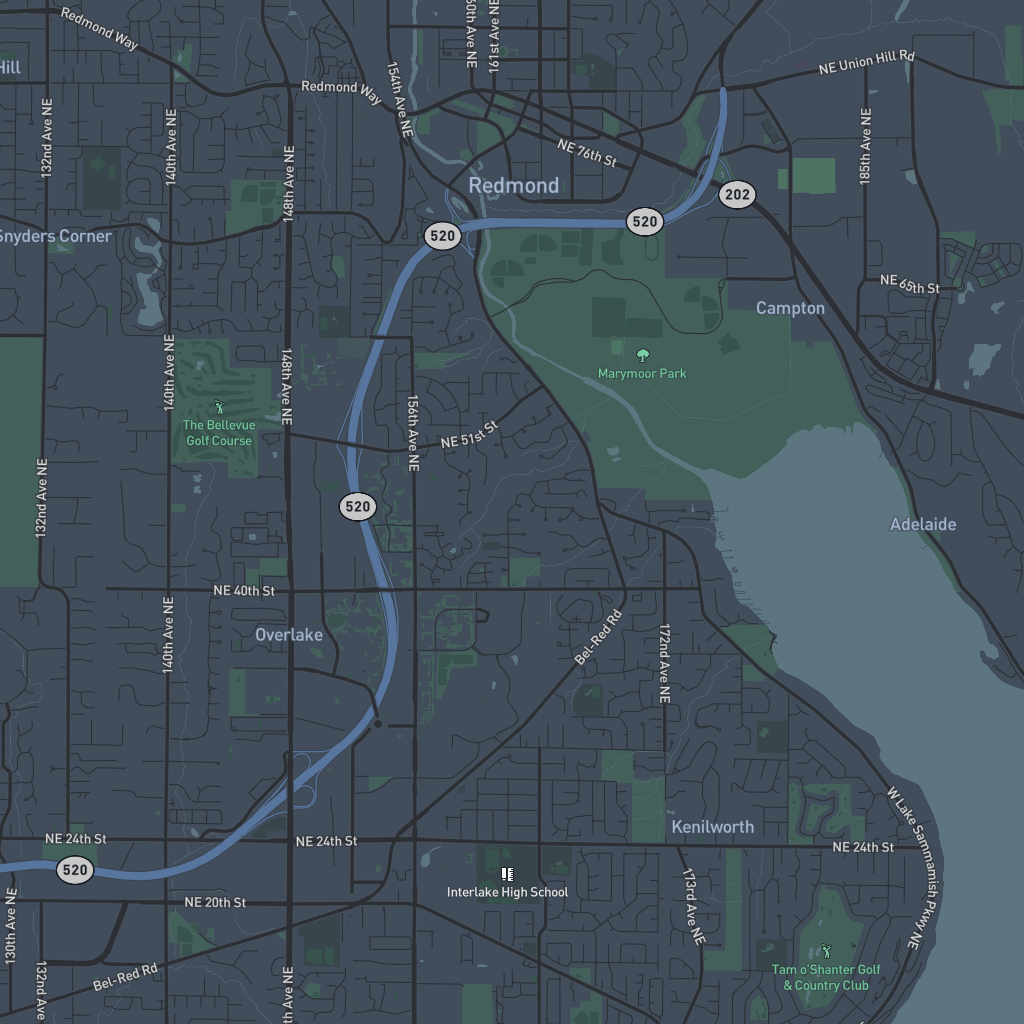 Redmond Way
Hill
Redmond Way
154th Ave NE
161st Ave NE
NE Union Hill Rd
132nd Ave NE
140th Ave NE
148th Ave NE
NE 76th St
185th Ave NE
Redmond
202
520
520
Snyders Corner
NE 65th St
Campton
Marymoor Park
140th Ave NE
148th Ave NE
156th Ave NE
The Bellevue
Golf Course
NE 51st St
132nd Ave NE
520
Adelaide
NE 40th St
Overlake
140th Ave NE
Bel-Red Rd
172nd Ave NE
W Lake Sammamish Pkwy NE
Kenilworth
NE 24th St
NE 24th St
NE 24th St
520
Interlake High School
NE 20th St
130th Ave NE
173rd Ave NE
Bel-Red Rd
132nd Ave
Tam o'Shanter Golf
& Country Club